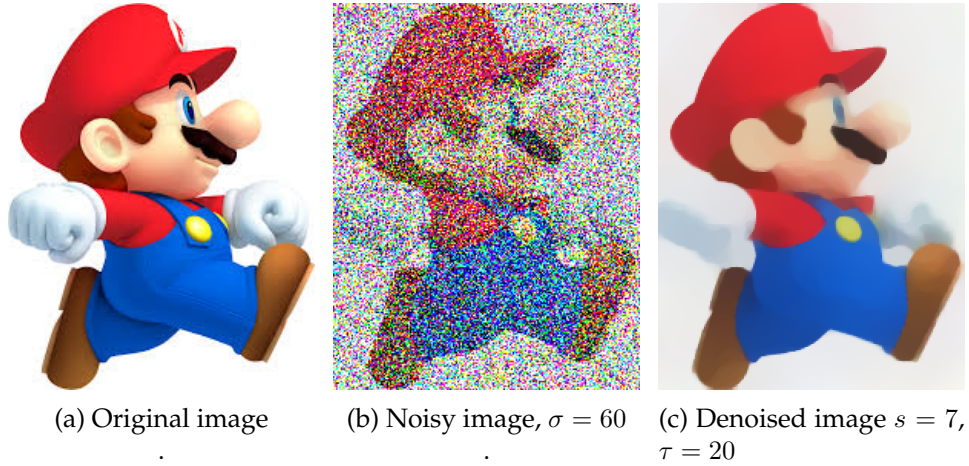 (a) Original image
.
(b) Noisy image, σ = 60
.
(c) Denoised image s = 7,
τ = 20